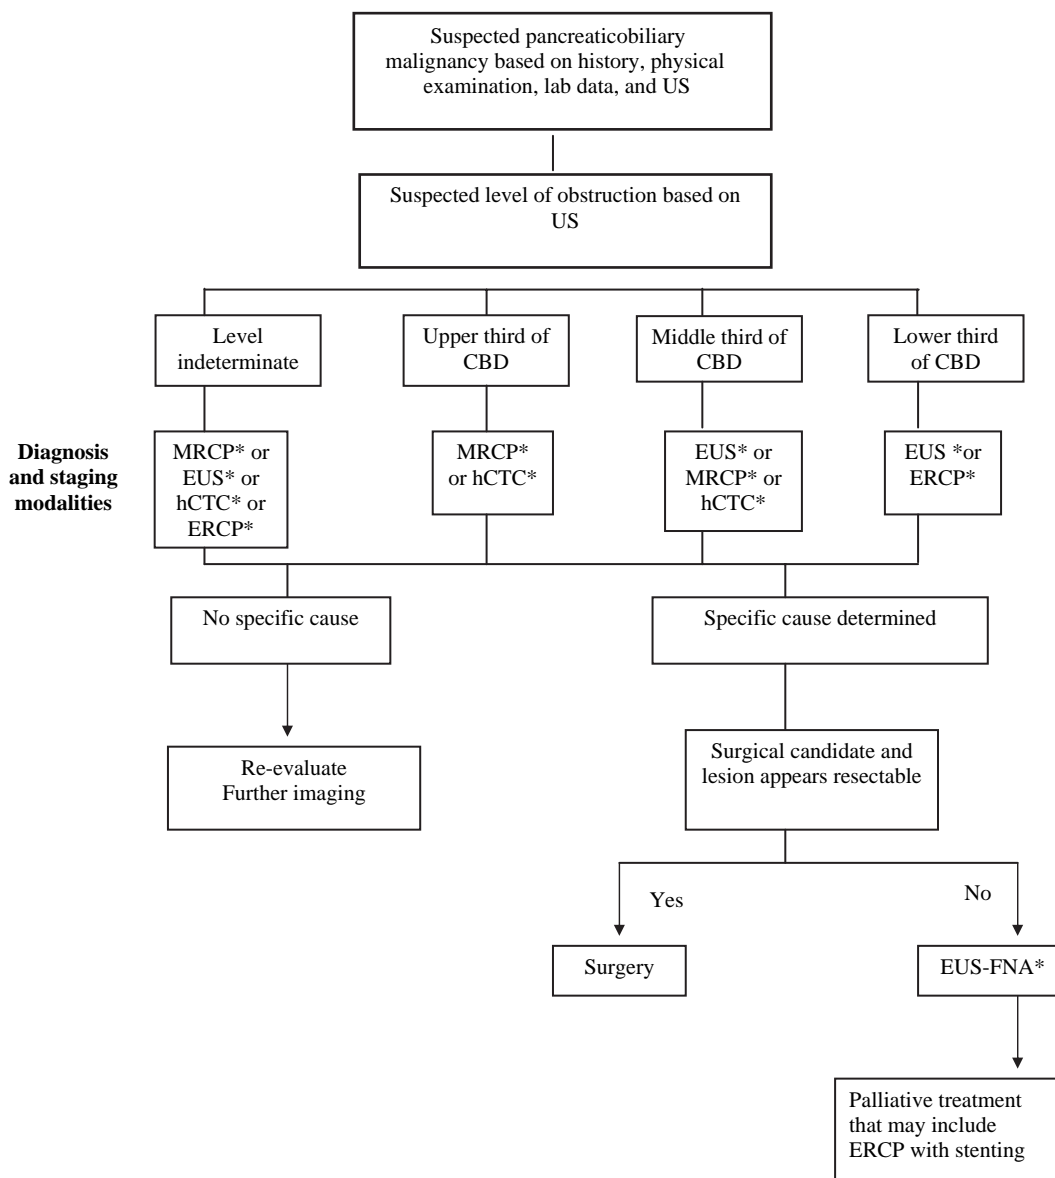 Suspected pancreaticobiliary
malignancy based on history, physical
examination, lab data, and US
Suspected level of obstruction based on
US
Level
indeterminate
Upper third of
CBD
Middle third of
CBD
Lower third
of CBD
Diagnosis
and staging
modalities
MRCP* or
EUS* or
hCTC* or
ERCP*
MRCP*
or hCTC*
EUS* or
MRCP* or
hCTC*
EUS *or
ERCP*
No specific cause
Specific cause determined
Re-evaluate
Further imaging
Surgical candidate and
lesion appears resectable
Yes
No
Surgery
EUS-FNA*
Palliative treatment
that may include
ERCP with stenting